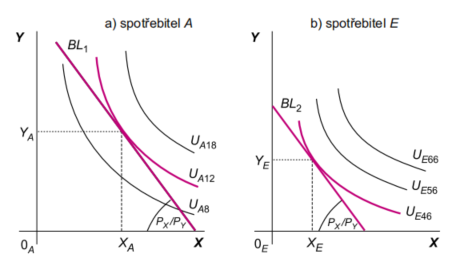 a) spotřebitel A
b) spotřebitel E
Y
BL1
YA
UA18
UA12
UA8
PX/PY
0A
XA
X
Y
BL2
YE
UE66
UE56
UE46
PX/PY
0E
XE
X